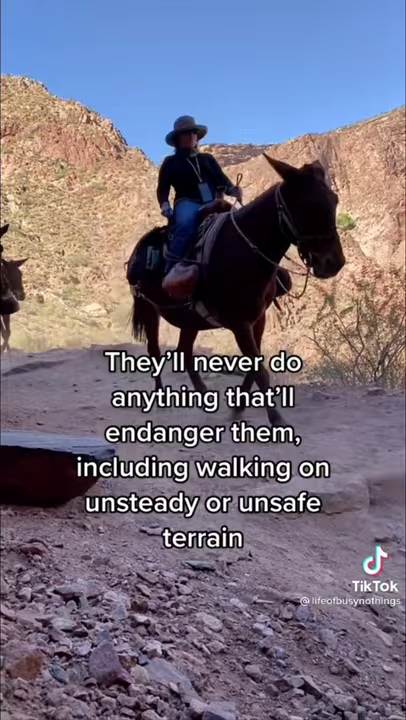 They'll never do
anything that'll
endanger them,
including walking on
unsteady or unsafe
terrain
TikTok
@lifeofbusynothings